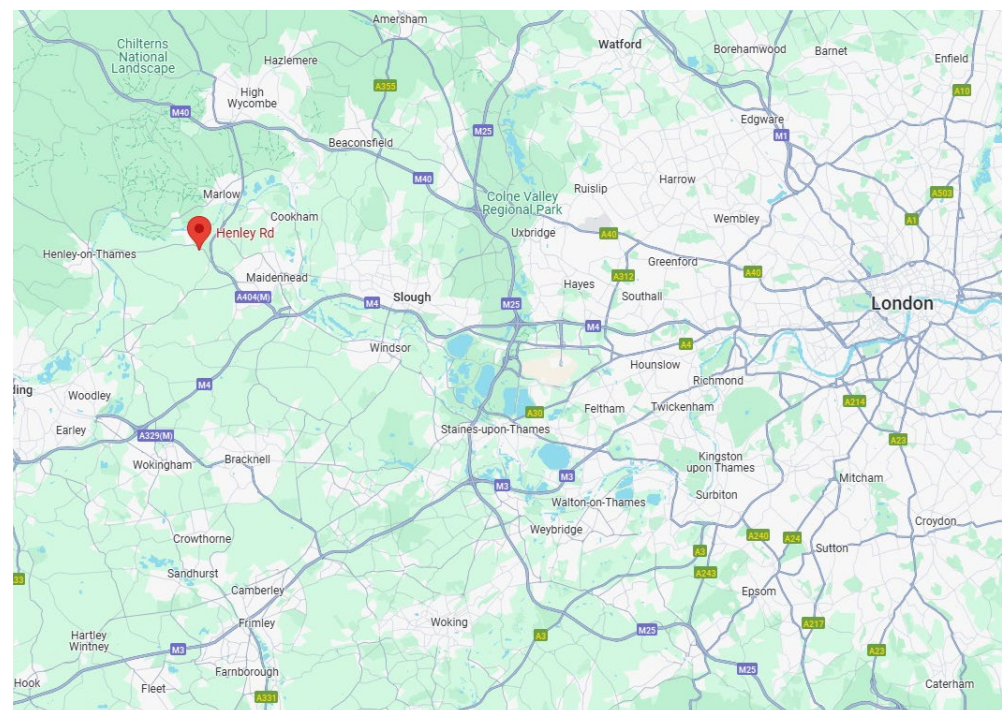 Amersham
Chilterns
National
Landscape
Watford
Borehamwood
Barnet
Enfield
Hazlemere
A355
High
Wycombe
A10
M40
M25
Edgware
M1
Beaconsfield
M40
Ruislip
Harrow
A503
Marlow
Colne Valley
Regional Park
Cookham
Wembley
A1
Henley Rd
Uxbridge
A40
Henley-on-Thames
Greenford
A40
Maidenhead
A312
Hayes
Southall
A404(M)
Slough
M4
M25
London
M4
A4
Windsor
Hounslow
Richmond
ding
M4
Woodley
A30
Feltham
Twickenham
A214
Earley
A329(M)
Staines-upon-Thames
A23
Wokingham
Bracknell
Kingston
upon Thames
M3
M3
Mitcham
Walton-on-Thames
Surbiton
Weybridge
Croydon
Crowthorne
A3
A240
A24
Sutton
Sandhurst
A243
33
Camberley
Epsom
Frimley
Woking
A217
Hartley
Wintney
A3
M25
M3
A23
Farnborough
M25
Hook
Fleet
A331
Caterham